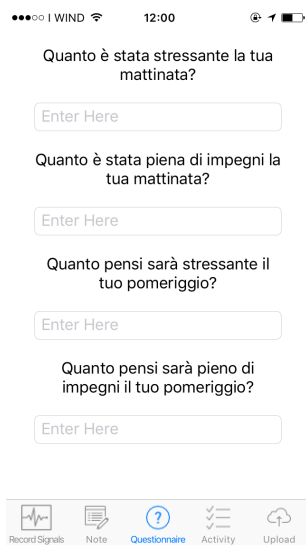 I WIND 12:00
Quanto è stata stressante la tua
mattinata?
Enter Here
Quanto è stata piena di impegni la
tua mattinata?
Enter Here
Quanto pensi sarà stressante il
tuo pomeriggio?
Enter Here
Quanto pensi sarà pieno di
impegni il tuo pomeriggio?
Enter Here
Record Signals Note Questionnaire Activity Upload